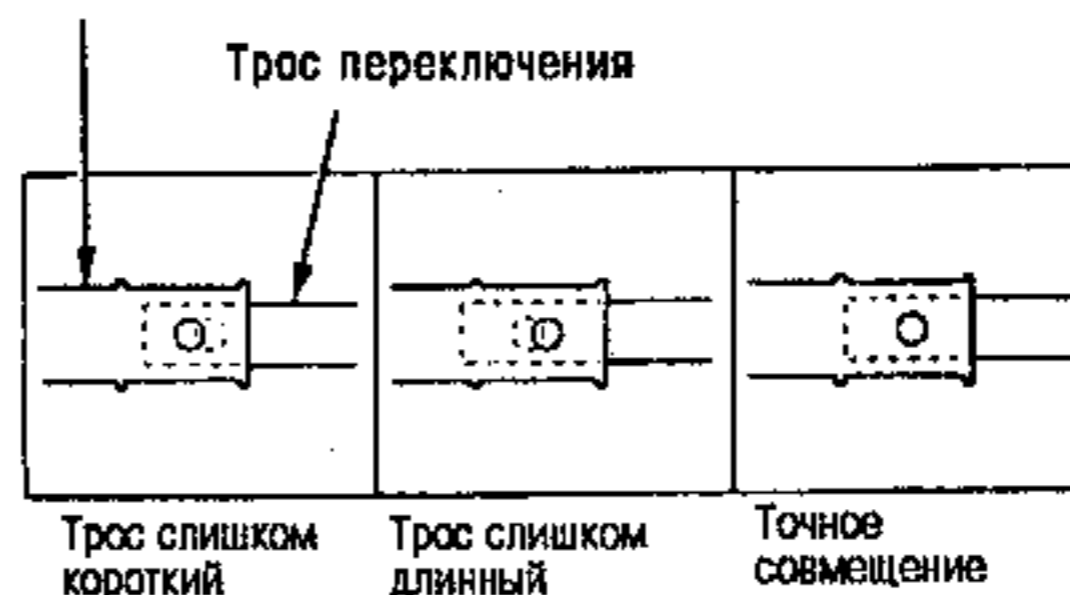 Трос переключения
Трос слишком
короткий
Трос слишком
длинный
Точное
совмещение